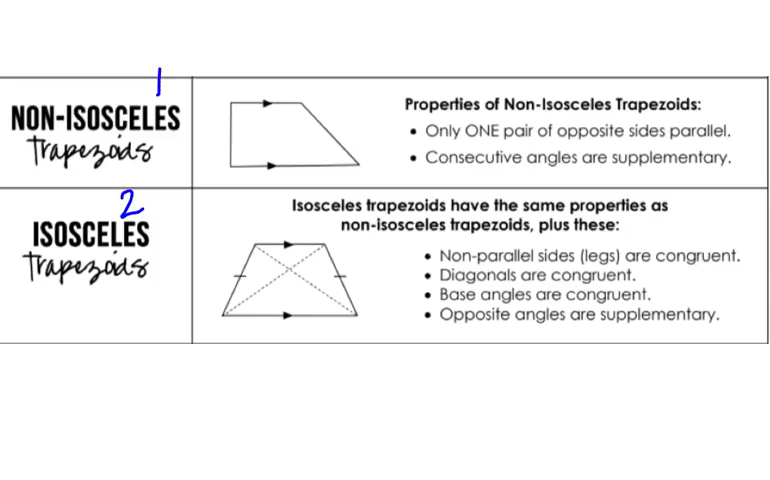 1
NON-ISOSCELES
trapezoids
Properties of Non-Isosceles Trapezoids:
• Only ONE pair of opposite sides parallel.
• Consecutive angles are supplementary.
2
ISOSCELES
trapezoids
Isosceles trapezoids have the same properties as
non-isosceles trapezoids, plus these:
• Non-parallel sides (legs) are congruent.
• Diagonals are congruent.
• Base angles are congruent.
• Opposite angles are supplementary.